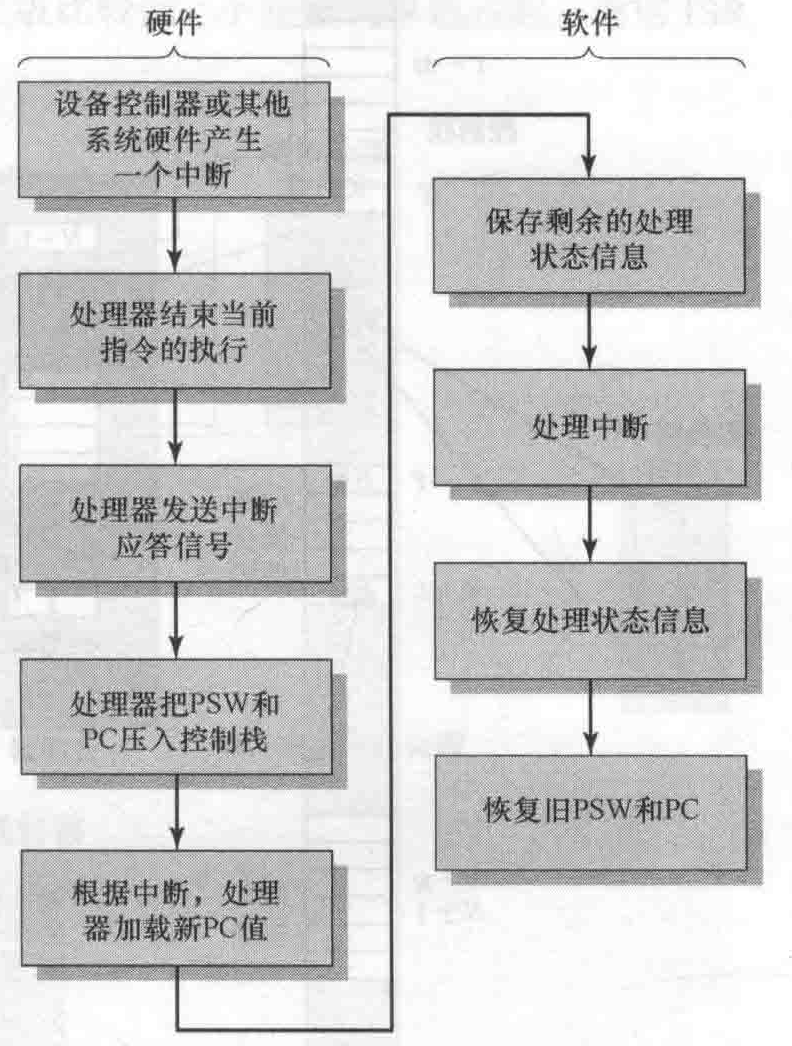 硬件
设备控制器或其他
系统硬件产生
一个中断
处理器结束当前
指令的执行
处理器发送中断
应答信号
处理器把PSW和
PC压入控制栈
根据中断，处理
器加载新PC值
软件
保存剩余的处理
状态信息
处理中断
恢复处理状态信息
恢复旧PSW和PC